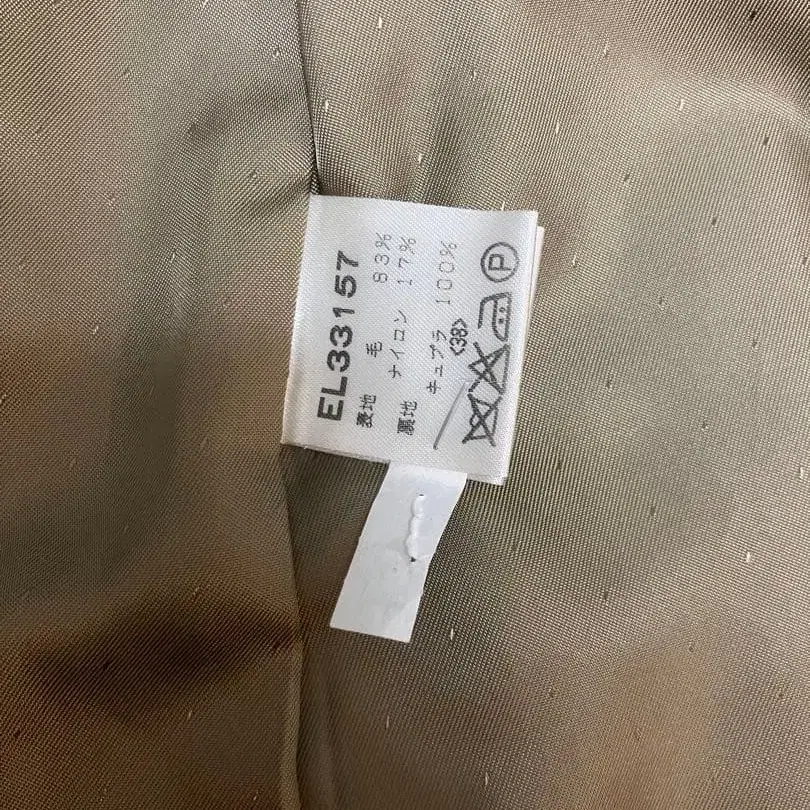 EL33157
表地 毛 83%
ナイロン 17%
裏地 キュプラ 100%
<38>
P